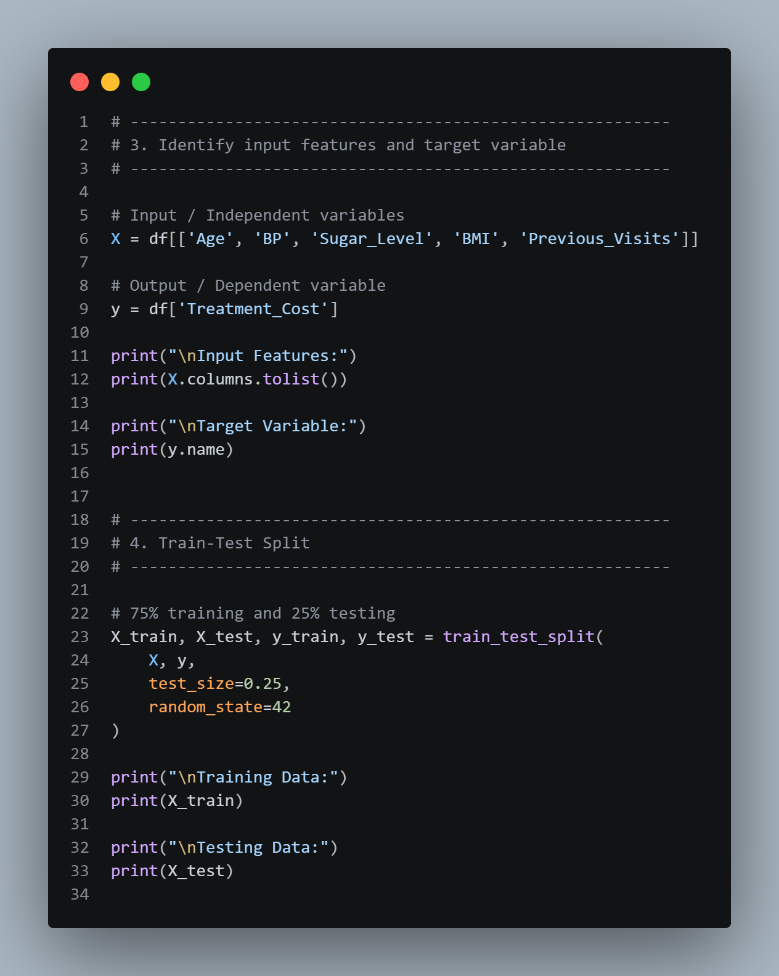 1 # ---------------------------------------------------------
2 # 3. Identify input features and target variable
3 # ---------------------------------------------------------
4
5 # Input / Independent variables
6 X = df[['Age', 'BP', 'Sugar_Level', 'BMI', 'Previous_Visits']]
7
8 # Output / Dependent variable
9 y = df['Treatment_Cost']
10
11 print("\nInput Features:")
12 print(X.columns.tolist())
13
14 print("\nTarget Variable:")
15 print(y.name)
16
17
18 # ---------------------------------------------------------
19 # 4. Train-Test Split
20 # ---------------------------------------------------------
21
22 # 75% training and 25% testing
23 X_train, X_test, y_train, y_test = train_test_split(
24     X, y,
25     test_size=0.25,
26     random_state=42
27 )
28
29 print("\nTraining Data:")
30 print(X_train)
31
32 print("\nTesting Data:")
33 print(X_test)
34